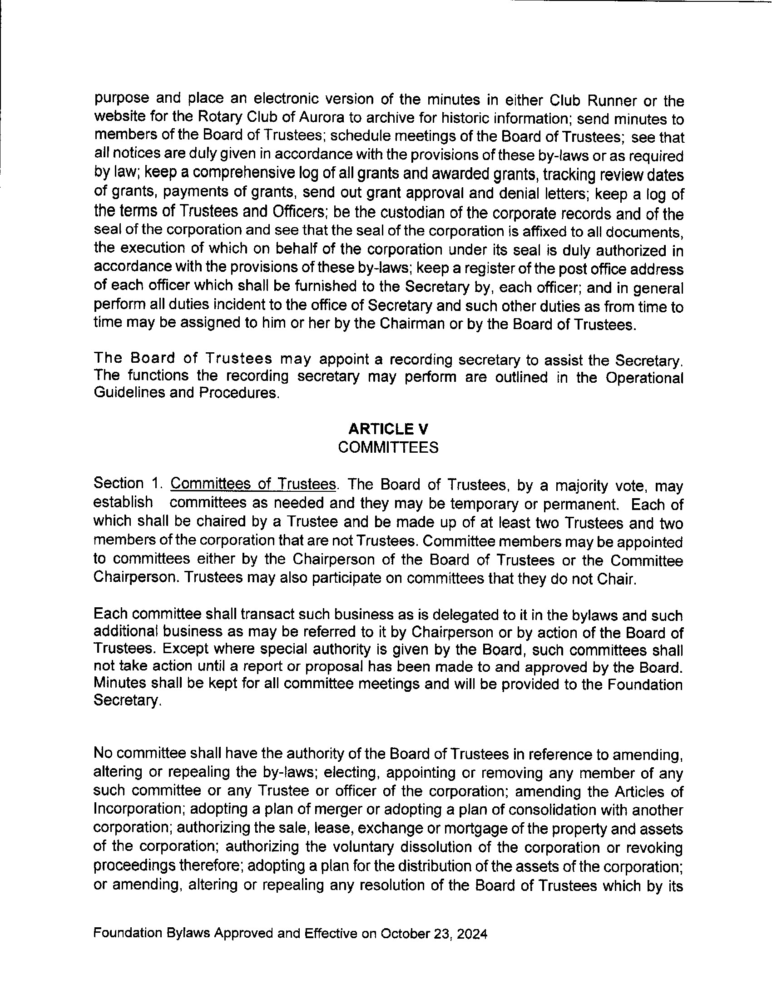 purpose and place an electronic version of the minutes in either Club Runner or the
website for the Rotary Club of Aurora to archive for historic information; send minutes to
members of the Board of Trustees; schedule meetings of the Board of Trustees; see that
all notices are duly given in accordance with the provisions of these by-laws or as required
by law; keep a comprehensive log of all grants and awarded grants, tracking review dates
of grants, payments of grants, send out grant approval and denial letters; keep a log of
the terms of Trustees and Officers; be the custodian of the corporate records and of the
seal of the corporation and see that the seal of the corporation is affixed to all documents,
the execution of which on behalf of the corporation under its seal is duly authorized in
accordance with the provisions of these by-laws; keep a register of the post office address
of each officer which shall be furnished to the Secretary by, each officer; and in general
perform all duties incident to the office of Secretary and such other duties as from time to
time may be assigned to him or her by the Chairman or by the Board of Trustees.
The Board of Trustees may appoint a recording secretary to assist the Secretary.
The functions the recording secretary may perform are outlined in the Operational
Guidelines and Procedures.
ARTICLE V
COMMITTEES
Section 1. Committees of Trustees. The Board of Trustees, by a majority vote, may
establish committees as needed and they may be temporary or permanent. Each of
which shall be chaired by a Trustee and be made up of at least two Trustees and two
members of the corporation that are not Trustees. Committee members may be appointed
to committees either by the Chairperson of the Board of Trustees or the Committee
Chairperson. Trustees may also participate on committees that they do not Chair.
Each committee shall transact such business as is delegated to it in the bylaws and such
additional business as may be referred to it by Chairperson or by action of the Board of
Trustees. Except where special authority is given by the Board, such committees shall
not take action until a report or proposal has been made to and approved by the Board.
Minutes shall be kept for all committee meetings and will be provided to the Foundation
Secretary.
No committee shall have the authority of the Board of Trustees in reference to amending,
altering or repealing the by-laws; electing, appointing or removing any member of any
such committee or any Trustee or officer of the corporation; amending the Articles of
Incorporation; adopting a plan of merger or adopting a plan of consolidation with another
corporation; authorizing the sale, lease, exchange or mortgage of the property and assets
of the corporation; authorizing the voluntary dissolution of the corporation or revoking
proceedings therefore; adopting a plan for the distribution of the assets of the corporation;
or amending, altering or repealing any resolution of the Board of Trustees which by its
Foundation Bylaws Approved and Effective on October 23, 2024